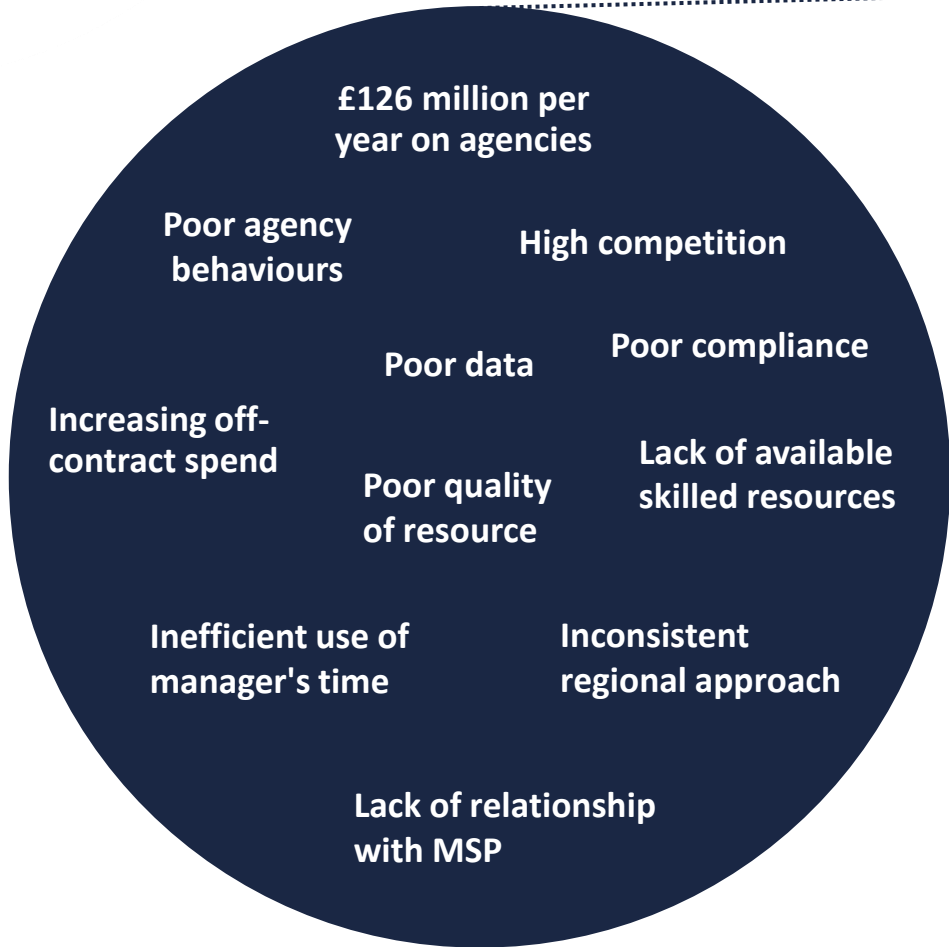 £126 million per
year on agencies
Poor agency
behaviours
High competition
Poor data
Poor compliance
Increasing off-
contract spend
Poor quality
of resource
Lack of available
skilled resources
Inefficient use of
manager's time
Inconsistent
regional approach
Lack of relationship
with MSP